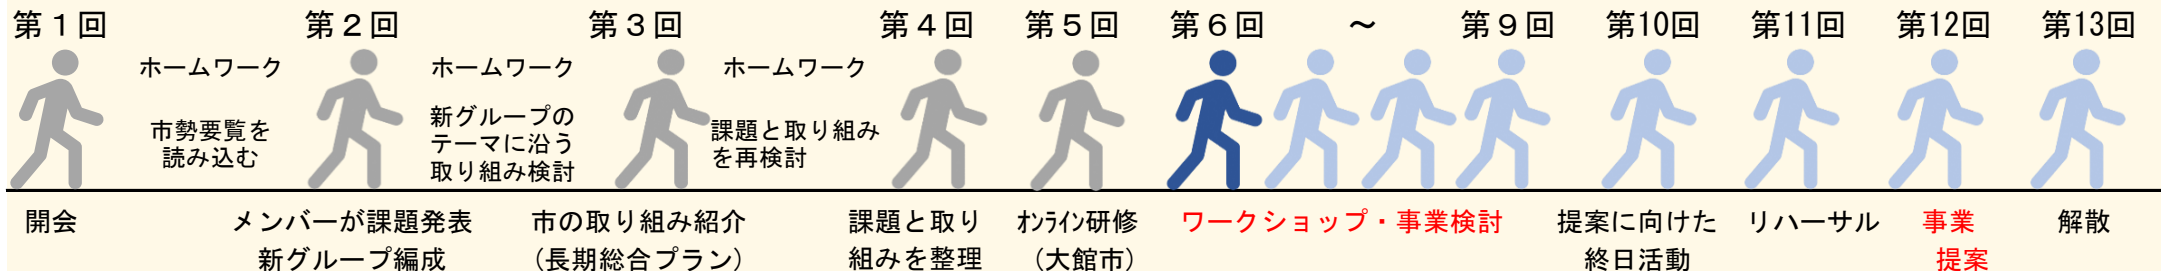 第１回
第２回
第３回
第４回
第５回
第６回
～
第９回
第10回
第11回
第12回
第13回
ホームワーク
市勢要覧を
読み込む
ホームワーク
新グループの
テーマに沿う
取り組み検討
ホームワーク
課題と取り組み
を再検討
開会
メンバーが課題発表
新グループ編成
市の取り組み紹介
（長期総合プラン）
課題と取り
組みを整理
ｵﾝﾗｲﾝ研修
（大館市）
ワークショップ・事業検討
提案に向けた
終日活動
リハーサル
事業
提案
解散